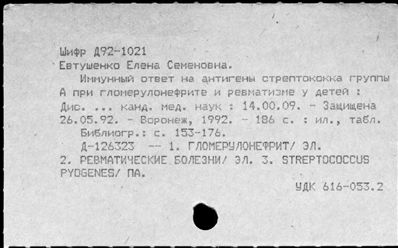 Шифр Д92-1021
Евтушенко Елена Семеновна.
Иммунный ответ на антигены стрептококка группы
А при гломерулонефрите и ревматизме у детей :
Дис. ... канд. мед. наук : 14.00.09. - Защищена
26.05.92. - Воронеж, 1992. - 186 с. : ил., табл.
Библиогр.: с. 153-176.
Д-126323 -- 1. ГЛОМЕРУЛОНЕФРИТ/ ЭЛ.
2. РЕВМАТИЧЕСКИЕ БОЛЕЗНИ/ ЭЛ. 3. STREPTOCOCCUS
PYOGENES/ ПА.
УДК 616-053.2